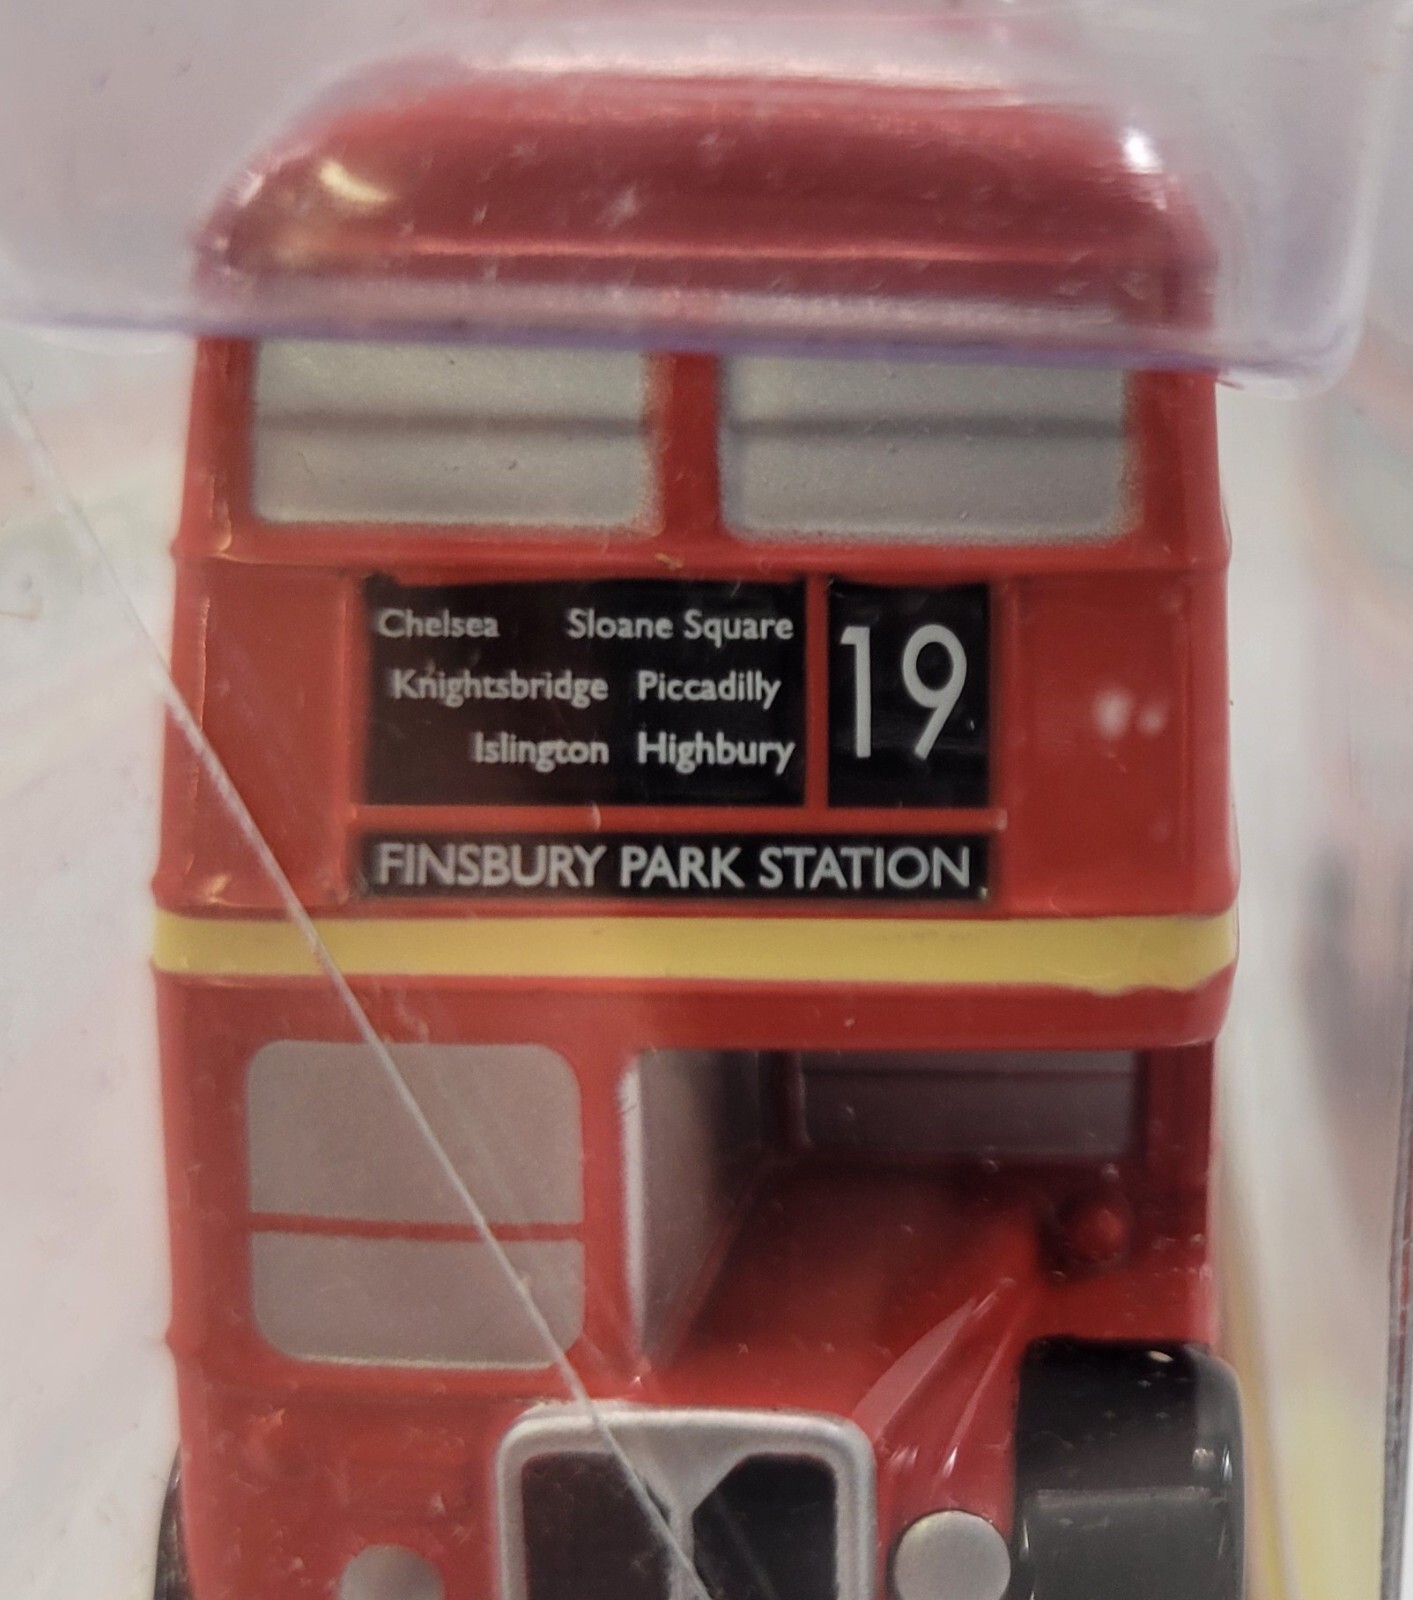 Chelsea Sloane Square
Knightsbridge Piccadilly
Islington Highbury
19
FINSBURY PARK STATION